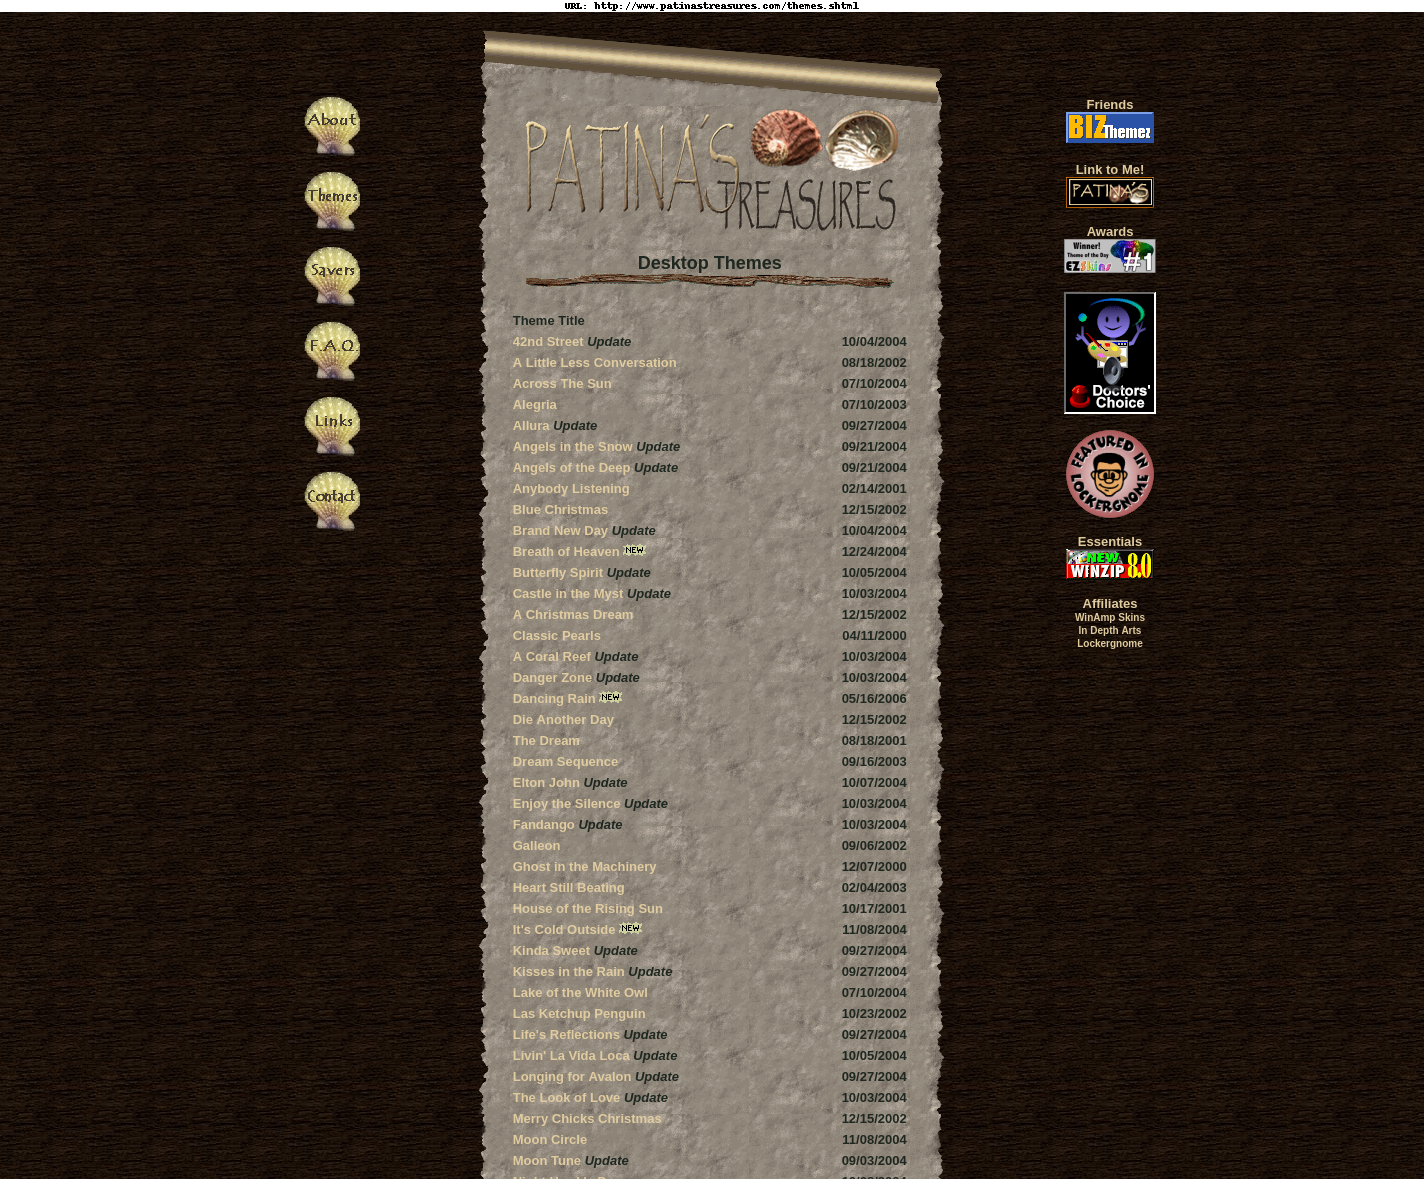 URL: http://www.patinastreasures.com/themes.shtml
About
Themes
Savers
F.A.Q.
Links
Contact
PATINA'S
TREASURES
Desktop Themes
Theme Title
42nd Street Update 10/04/2004
A Little Less Conversation 08/18/2002
Across The Sun 07/10/2004
Alegria 07/10/2003
Allura Update 09/27/2004
Angels in the Snow Update 09/21/2004
Angels of the Deep Update 09/21/2004
Anybody Listening 02/14/2001
Blue Christmas 12/15/2002
Brand New Day Update 10/04/2004
Breath of Heaven NEW 12/24/2004
Butterfly Spirit Update 10/05/2004
Castle in the Myst Update 10/03/2004
A Christmas Dream 12/15/2002
Classic Pearls 04/11/2000
A Coral Reef Update 10/03/2004
Danger Zone Update 10/03/2004
Dancing Rain NEW 05/16/2006
Die Another Day 12/15/2002
The Dream 08/18/2001
Dream Sequence 09/16/2003
Elton John Update 10/07/2004
Enjoy the Silence Update 10/03/2004
Fandango Update 10/03/2004
Galleon 09/06/2002
Ghost in the Machinery 12/07/2000
Heart Still Beating 02/04/2003
House of the Rising Sun 10/17/2001
It's Cold Outside NEW 11/08/2004
Kinda Sweet Update 09/27/2004
Kisses in the Rain Update 09/27/2004
Lake of the White Owl 07/10/2004
Las Ketchup Penguin 10/23/2002
Life's Reflections Update 09/27/2004
Livin' La Vida Loca Update 10/05/2004
Longing for Avalon Update 09/27/2004
The Look of Love Update 10/03/2004
Merry Chicks Christmas 12/15/2002
Moon Circle 11/08/2004
Moon Tune Update 09/03/2004
Friends
BIZ Themez
Link to Me!
PATINA'S
Awards
Winner!
Theme of the Day
EZSkins #1
Doctors'
Choice
FEATURED IN
LOCKERGNOME
Essentials
NEW
WINZIP 8.0
Affiliates
WinAmp Skins
In Depth Arts
Lockergnome